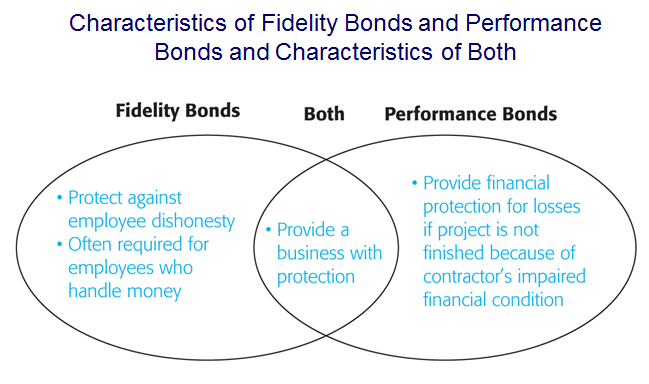 Characteristics of Fidelity Bonds and Performance
Bonds and Characteristics of Both
Fidelity Bonds
Both
Performance Bonds
• Protect against
employee dishonesty
• Often required for
employees who
handle money
• Provide a
business with
protection
• Provide financial
protection for losses
if project is not
finished because of
contractor’s impaired
financial condition